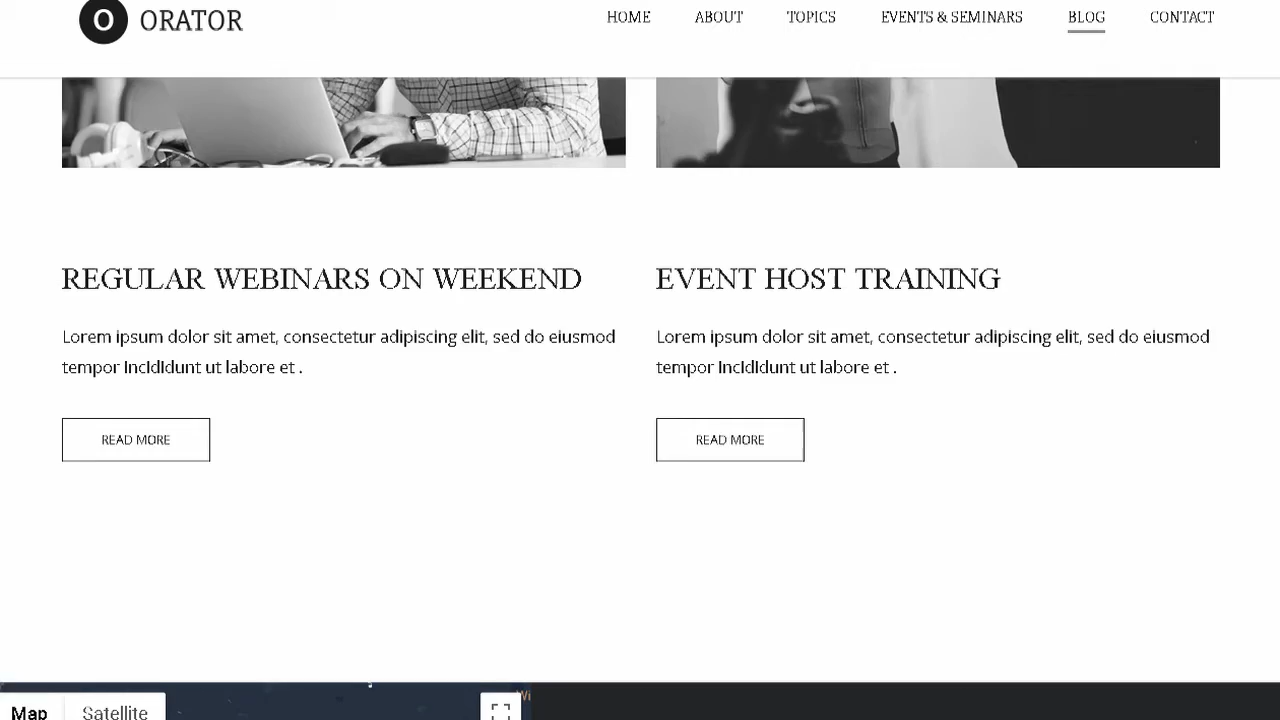 O ORATOR
HOME ABOUT TOPICS EVENTS & SEMINARS BLOG CONTACT
REGULAR WEBINARS ON WEEKEND
Lorem ipsum dolor sit amet, consectetur adipiscing elit, sed do eiusmod
tempor IncIdIdunt ut labore et .
READ MORE
EVENT HOST TRAINING
Lorem ipsum dolor sit amet, consectetur adipiscing elit, sed do eiusmod
tempor IncIdIdunt ut labore et .
READ MORE
Map Satellite
Wi